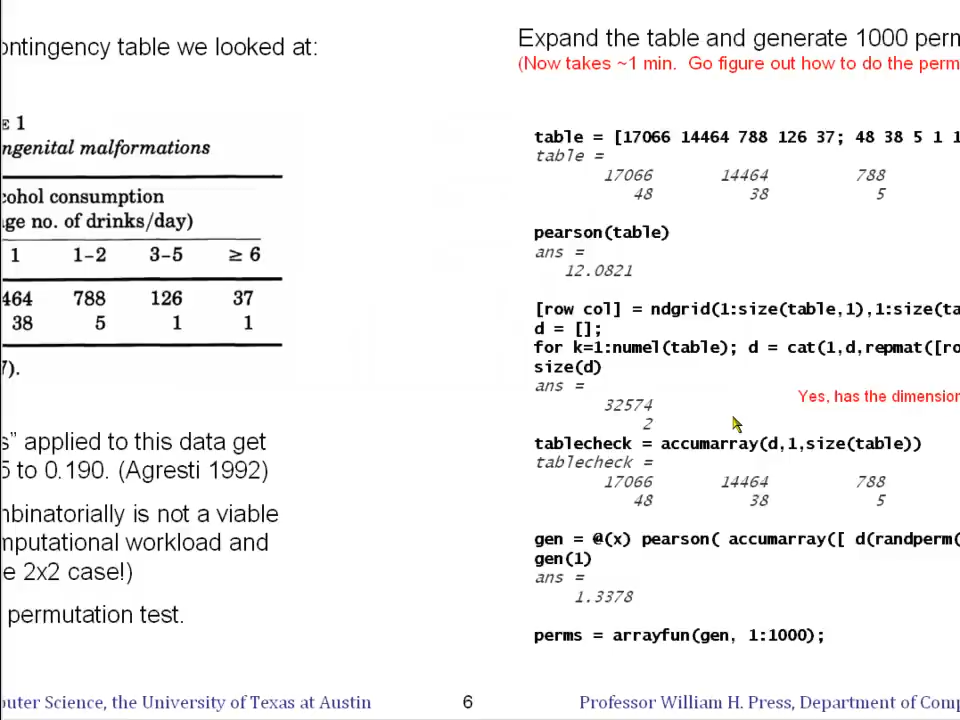 ontingency table we looked at:
E 1
ngenital malformations
cohol consumption
ge no. of drinks/day)
1 1–2 3–5 ≥ 6
464 788 126 37
38 5 1 1
7).
s” applied to this data get
5 to 0.190. (Agresti 1992)
mbinatorially is not a viable
mputational workload and
e 2x2 case!)
permutation test.
puter Science, the University of Texas at Austin
6
Expand the table and generate 1000 perm
(Now takes ~1 min. Go figure out how to do the perm
table = [17066 14464 788 126 37; 48 38 5 1 1
table =
17066 14464 788
48 38 5
pearson(table)
ans =
12.0821
[row col] = ndgrid(1:size(table,1),1:size(ta
d = [];
for k=1:numel(table); d = cat(1,d,repmat([ro
size(d)
ans =
32574
2
Yes, has the dimension
tablecheck = accumarray(d,1,size(table))
tablecheck =
17066 14464 788
48 38 5
gen = @(x) pearson( accumarray([ d(randperm(
gen(1)
ans =
1.3378
perms = arrayfun(gen, 1:1000);
Professor William H. Press, Department of Comp